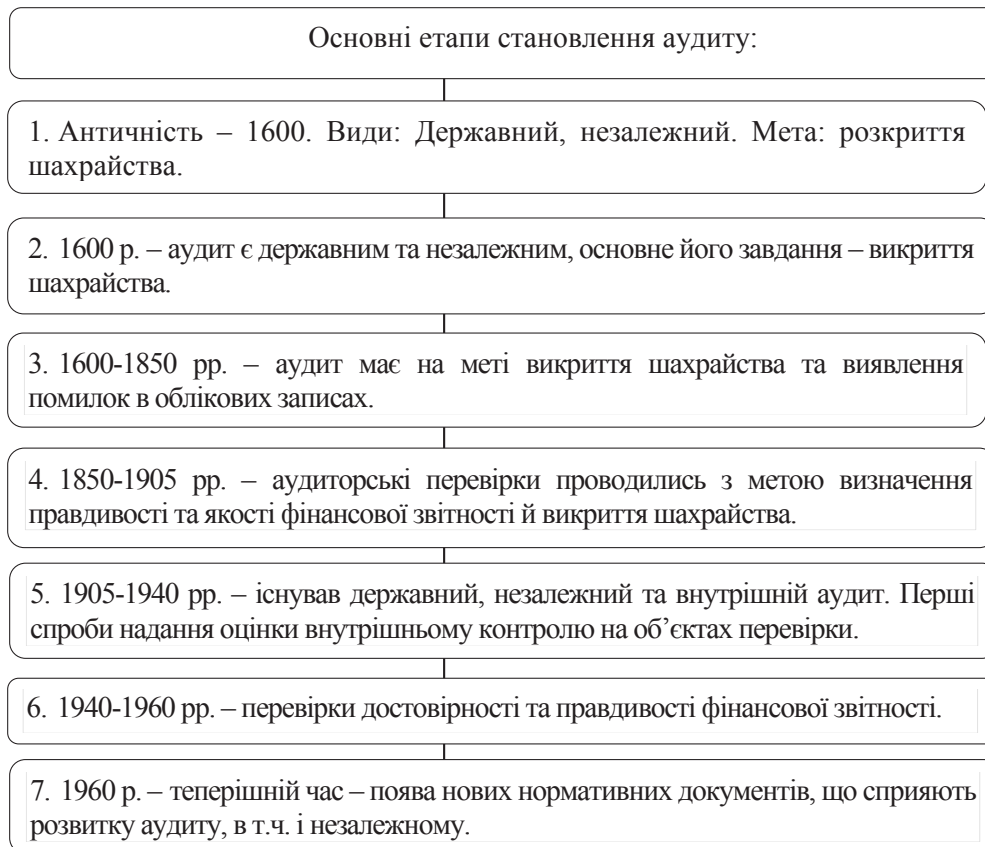 Основні етапи становлення аудиту:
1. Античність – 1600. Види: Державний, незалежний. Мета: розкриття
шахрайства.
2. 1600 р. – аудит є державним та незалежним, основне його завдання – викриття
шахрайства.
3. 1600-1850 рр. – аудит має на меті викриття шахрайства та виявлення
помилок в облікових записах.
4. 1850-1905 рр. – аудиторські перевірки проводились з метою визначення
правдивості та якості фінансової звітності й викриття шахрайства.
5. 1905-1940 рр. – існував державний, незалежний та внутрішній аудит. Перші
спроби надання оцінки внутрішньому контролю на об’єктах перевірки.
6. 1940-1960 рр. – перевірки достовірності та правдивості фінансової звітності.
7. 1960 р. – теперішній час – поява нових нормативних документів, що сприяють
розвитку аудиту, в т.ч. і незалежному.